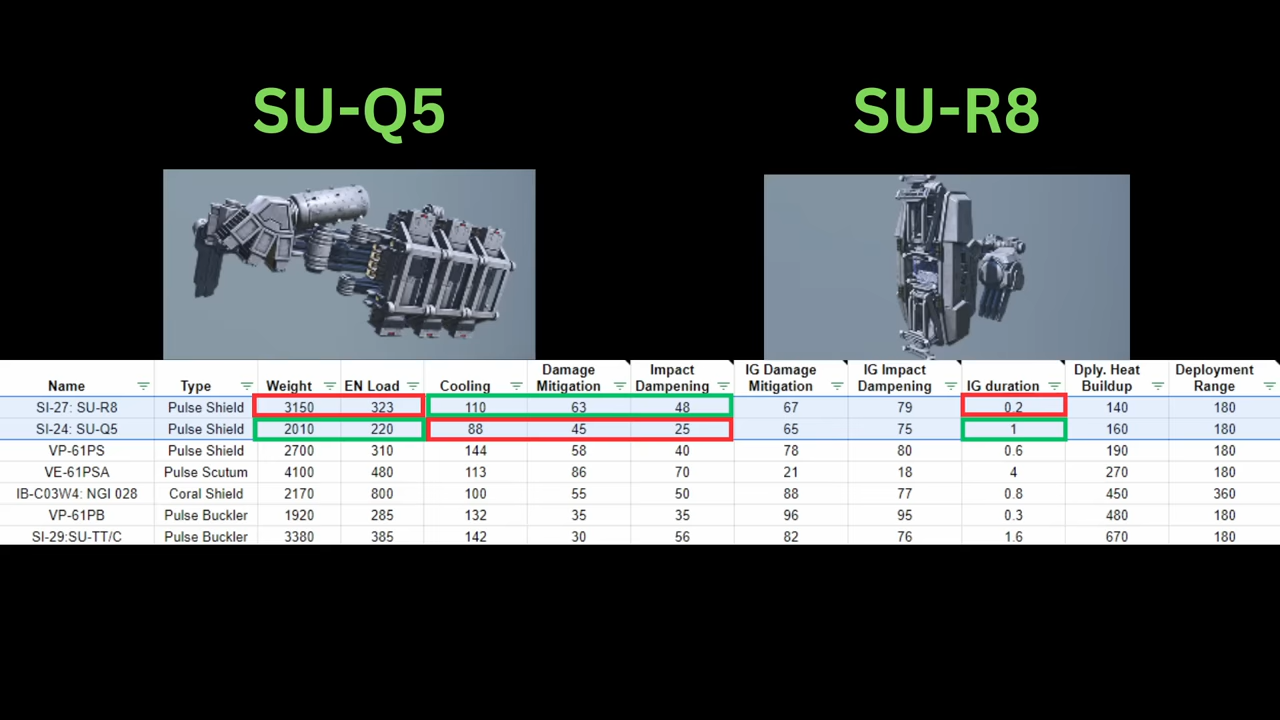 SU-Q5 SU-R8
Name Type Weight EN Load Cooling Damage Mitigation Impact Dampening IG Damage Mitigation IG Impact Dampening IG duration Dply. Heat Buildup Deployment Range
SI-27: SU-R8 Pulse Shield 3150 323 110 63 48 67 79 0.2 140 180
SI-24: SU-Q5 Pulse Shield 2010 220 88 45 25 65 75 1 160 180
VP-61PS Pulse Shield 2700 310 144 58 40 78 80 0.6 190 180
VE-61PSA Pulse Scutum 4100 480 113 86 70 21 18 4 270 180
IB-C03W4: NGI 028 Coral Shield 2170 800 100 55 50 88 77 0.8 450 360
VP-61PB Pulse Buckler 1920 285 132 35 35 96 95 0.3 480 180
SI-29:SU-TT/C Pulse Buckler 3380 385 142 30 56 82 76 1.6 670 180